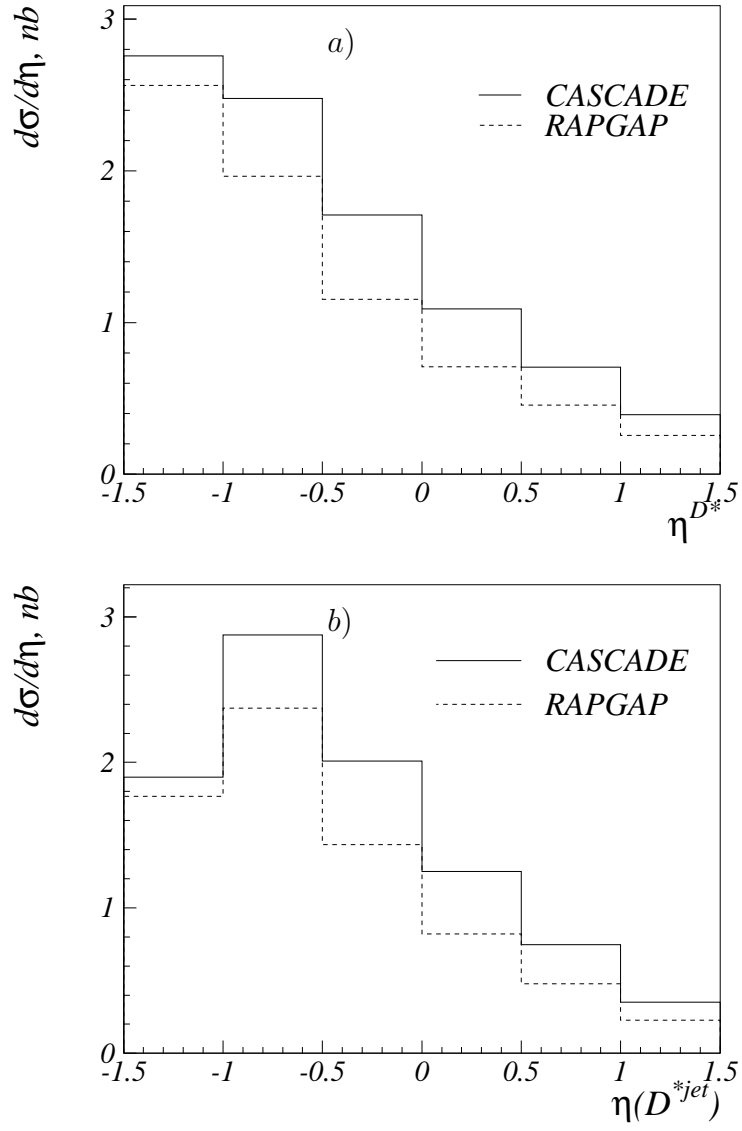 dσ/dη, nb
a)
CASCADE
RAPGAP
3
2
1
0
-1.5 -1 -0.5 0 0.5 1 1.5
η^{D*}
dσ/dη, nb
b)
CASCADE
RAPGAP
3
2
1
0
-1.5 -1 -0.5 0 0.5 1 1.5
η(D^{*jet})